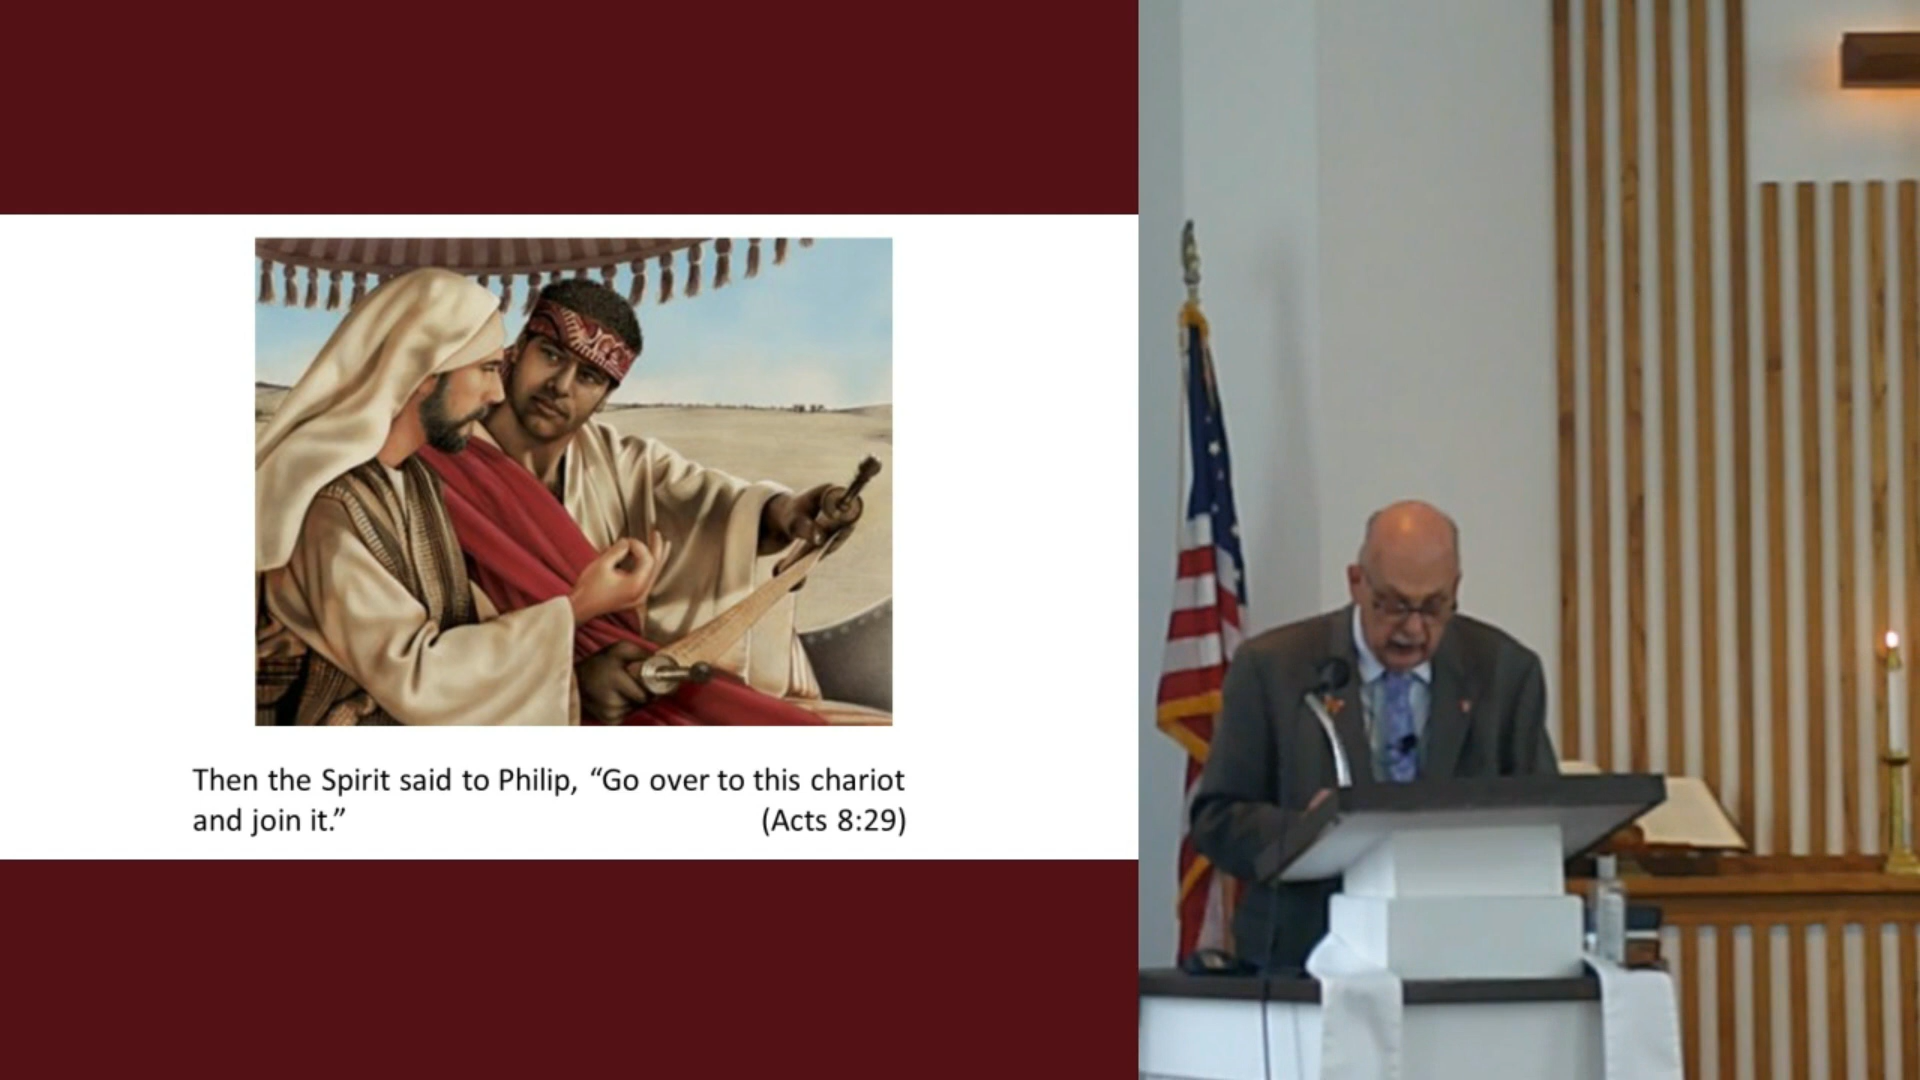 Then the Spirit said to Philip, “Go over to this chariot
and join it.” (Acts 8:29)